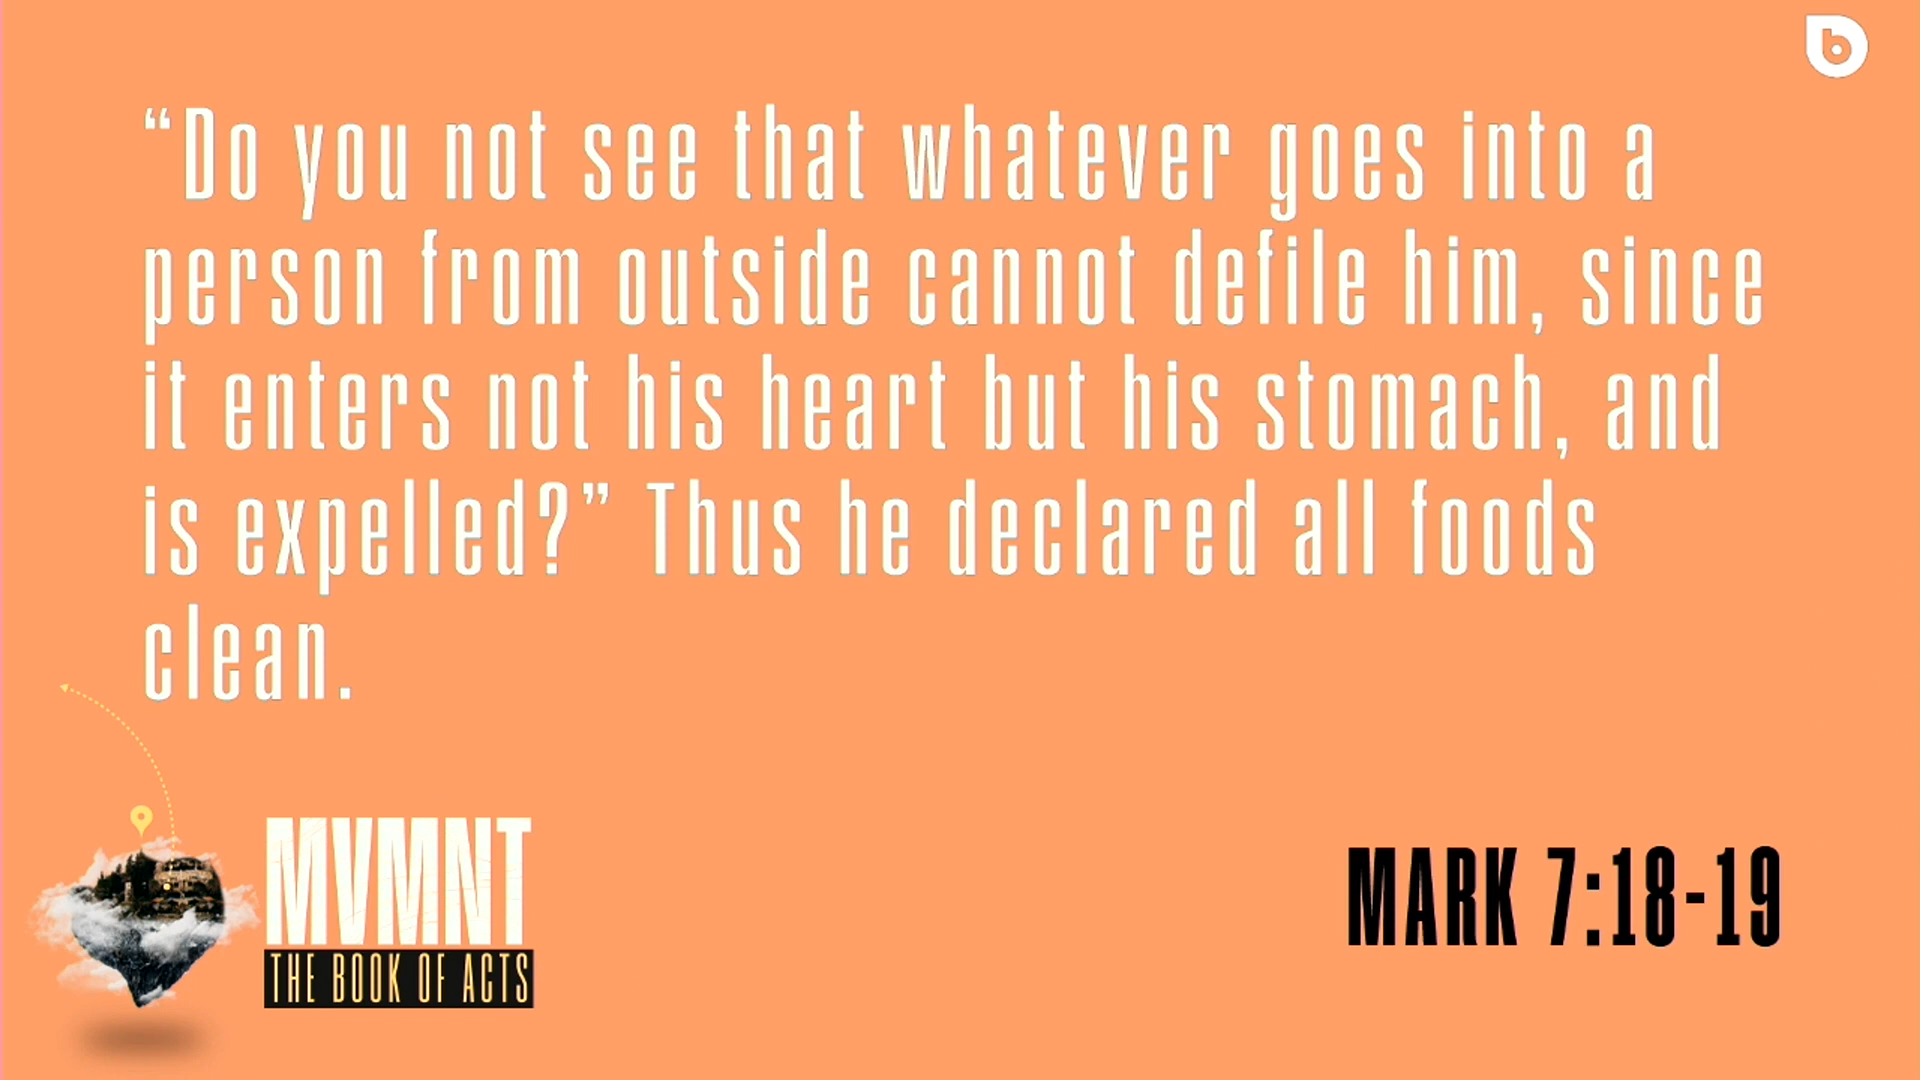 “Do you not see that whatever goes into a
person from outside cannot defile him, since
it enters not his heart but his stomach, and
is expelled?” Thus he declared all foods
clean.
MVMNT
THE BOOK OF ACTS
MARK 7:18-19
b